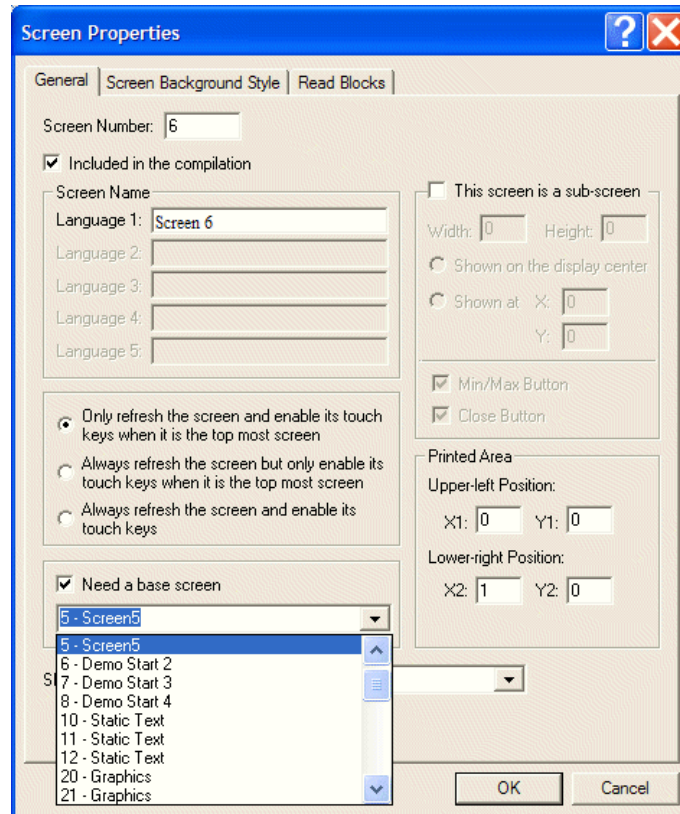 Screen Properties
General
Screen Background Style
Read Blocks
Screen Number: 6
Included in the compilation
Screen Name
Language 1: Screen 6
Language 2:
Language 3:
Language 4:
Language 5:
This screen is a sub-screen
Width: 0 Height: 0
Shown on the display center
Shown at X: 0
Y: 0
Min/Max Button
Close Button
Only refresh the screen and enable its touch
keys when it is the top most screen
Always refresh the screen but only enable its
touch keys when it is the top most screen
Always refresh the screen and enable its
touch keys
Printed Area
Upper-left Position:
X1: 0 Y1: 0
Lower-right Position:
X2: 1 Y2: 0
Need a base screen
5 - Screen5
5 - Screen5
6 - Demo Start 2
7 - Demo Start 3
8 - Demo Start 4
10 - Static Text
11 - Static Text
12 - Static Text
20 - Graphics
21 - Graphics
OK
Cancel